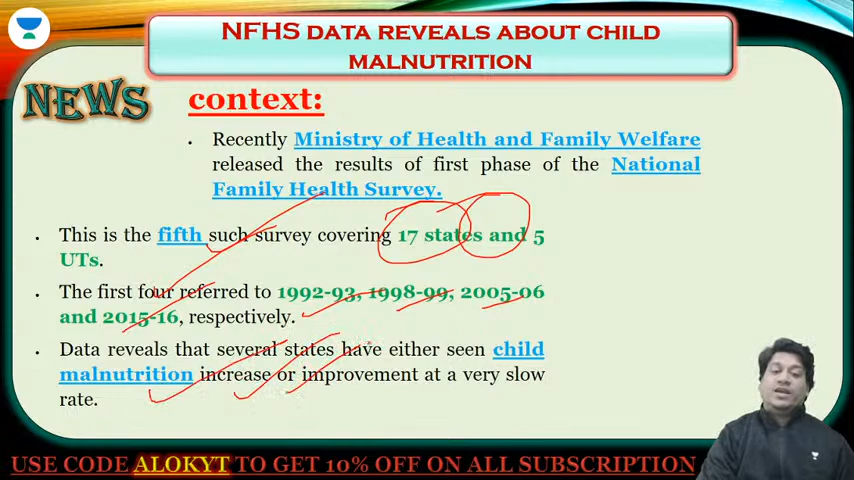 NFHS DATA REVEALS ABOUT CHILD
MALNUTRITION
NEWS
context:
• Recently Ministry of Health and Family Welfare
released the results of first phase of the National
Family Health Survey.
• This is the fifth such survey covering 17 states and 5
UTs.
• The first four referred to 1992-93, 1998-99, 2005-06
and 2015-16, respectively.
• Data reveals that several states have either seen child
malnutrition increase or improvement at a very slow
rate.
USE CODE ALOKYT TO GET 10% OFF ON ALL SUBSCRIPTION